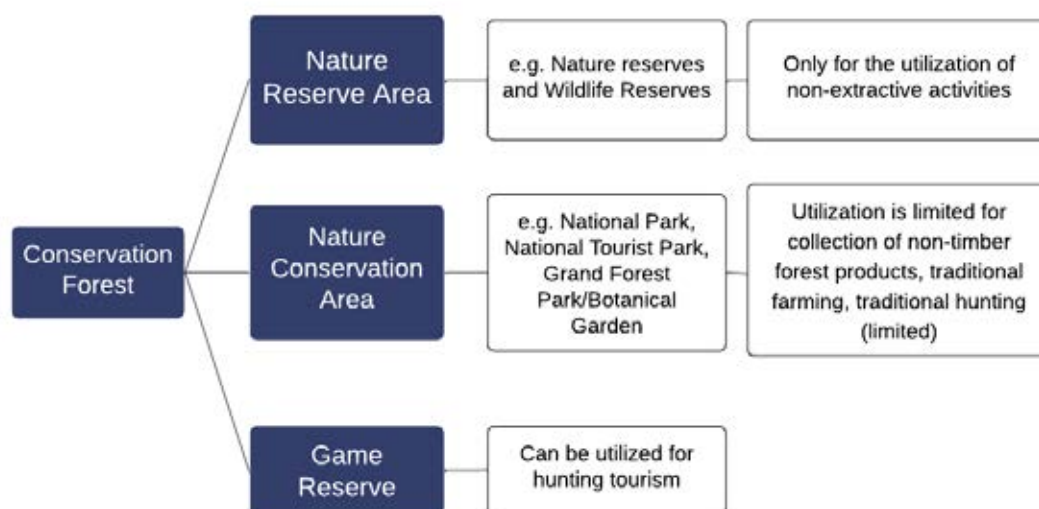 Conservation
Forest
Nature
Reserve Area
e.g. Nature reserves
and Wildlife Reserves
Only for the utilization of
non-extractive activities
Nature
Conservation
Area
e.g. National Park,
National Tourist Park,
Grand Forest
Park/Botanical
Garden
Utilization is limited for
collection of non-timber
forest products, traditional
farming, traditional hunting
(limited)
Game
Reserve
Can be utilized for
hunting tourism